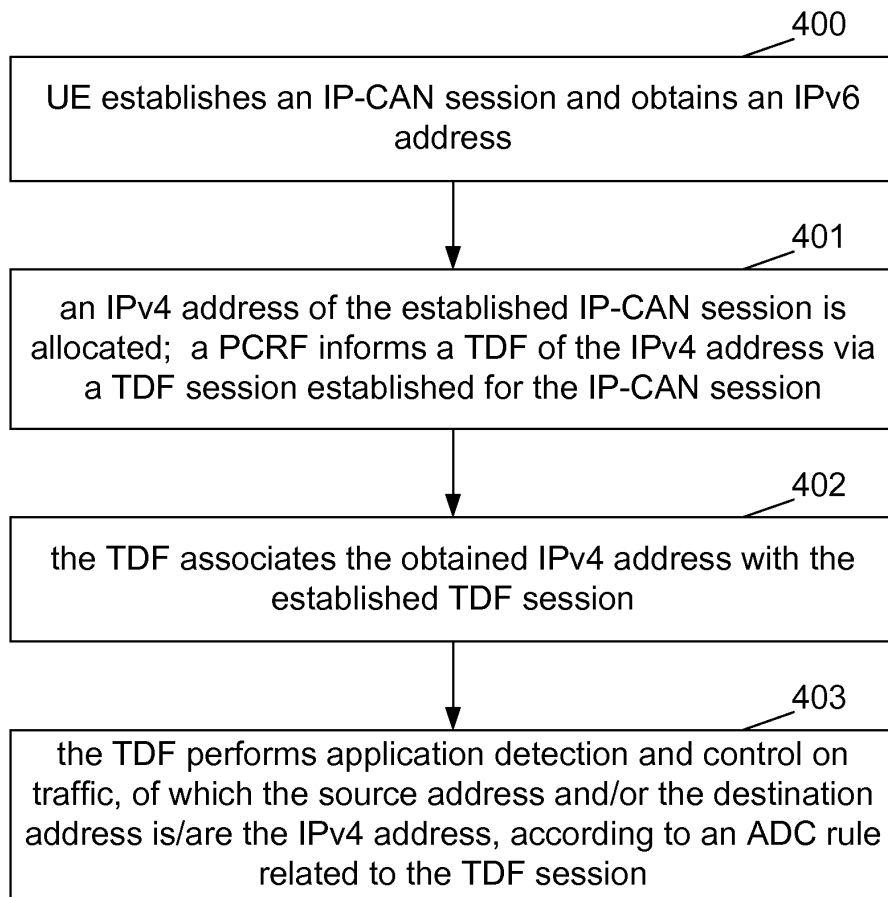 400
UE establishes an IP-CAN session and obtains an IPv6
address
401
an IPv4 address of the established IP-CAN session is
allocated; a PCRF informs a TDF of the IPv4 address via
a TDF session established for the IP-CAN session
402
the TDF associates the obtained IPv4 address with the
established TDF session
403
the TDF performs application detection and control on
traffic, of which the source address and/or the destination
address is/are the IPv4 address, according to an ADC rule
related to the TDF session